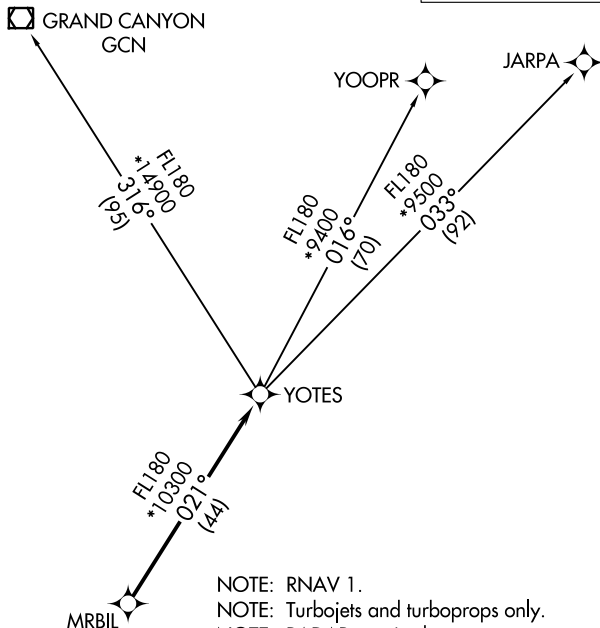 GRAND CANYON
GCN
YOOPR
JARPA
FL180
*14900
316°
(95)
FL180
*9400
016°
(70)
FL180
*9500
033°
(92)
YOTES
FL180
*10300
021°
(44)
MRBIL
NOTE: RNAV 1.
NOTE: Turbojets and turboprops only.